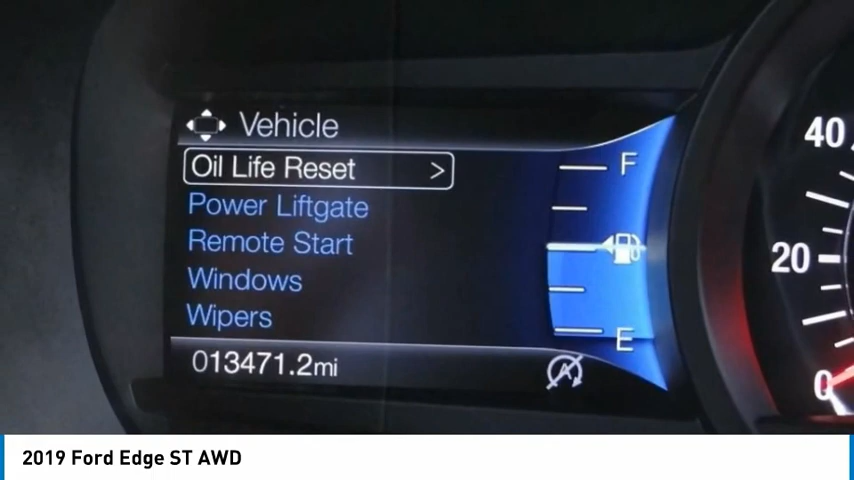 Vehicle
Oil Life Reset >
Power Liftgate
Remote Start
Windows
Wipers
013471.2mi
F
E
40
20
0
2019 Ford Edge ST AWD